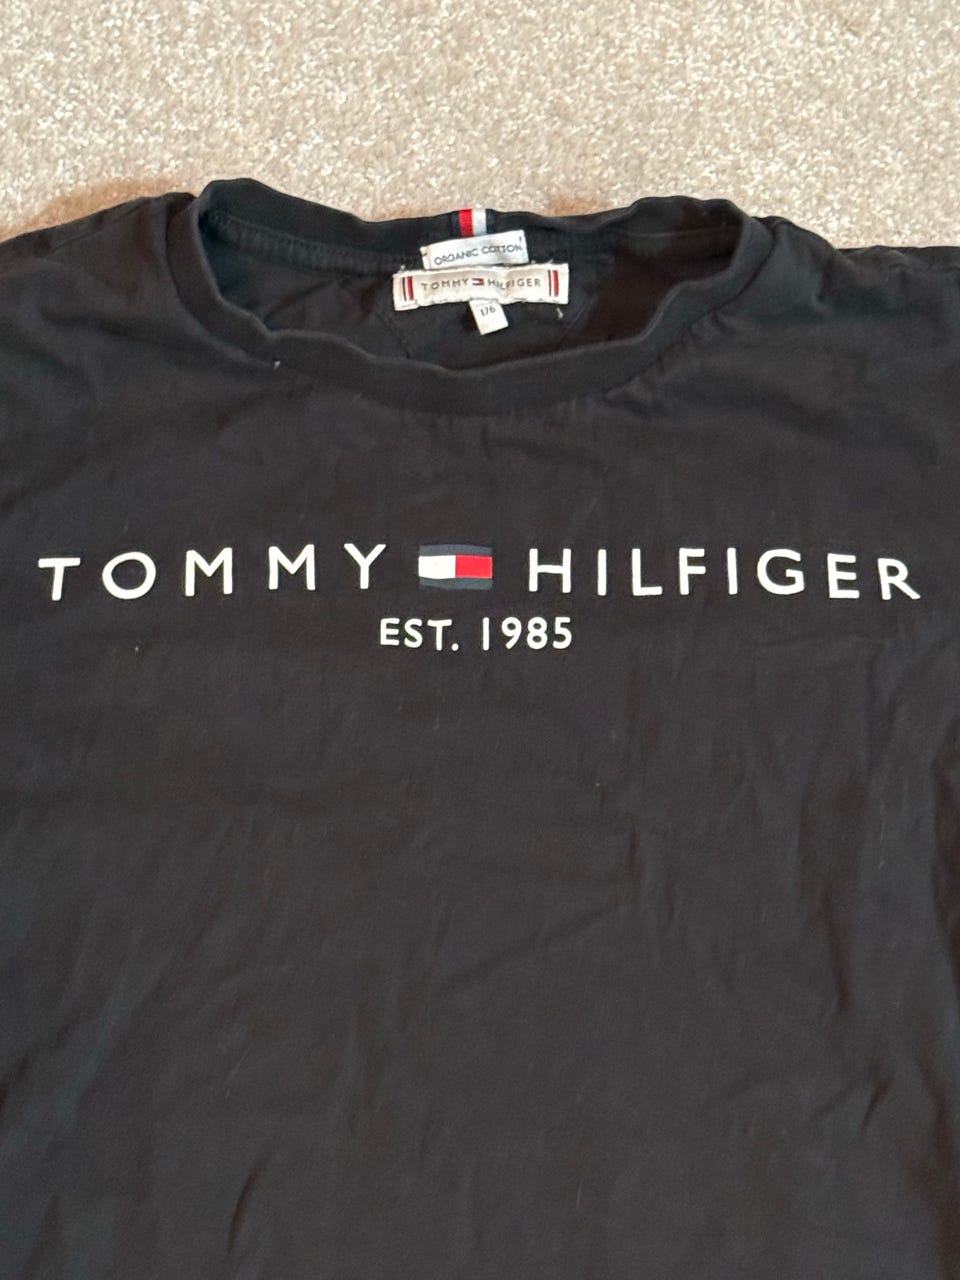 ORGANIC COTTON
TOMMY HILFIGER
176
TOMMY HILFIGER
EST. 1985